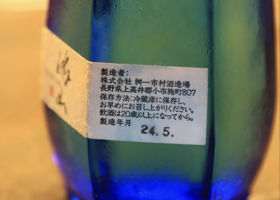 製造者:
株式会社 桝一市村酒造場
長野県上高井郡小布施町807
保存方法:冷蔵庫に保存し、
お早めにお召し上がりください。
飲酒は20歳以上になってから。
製造年月
24.5.